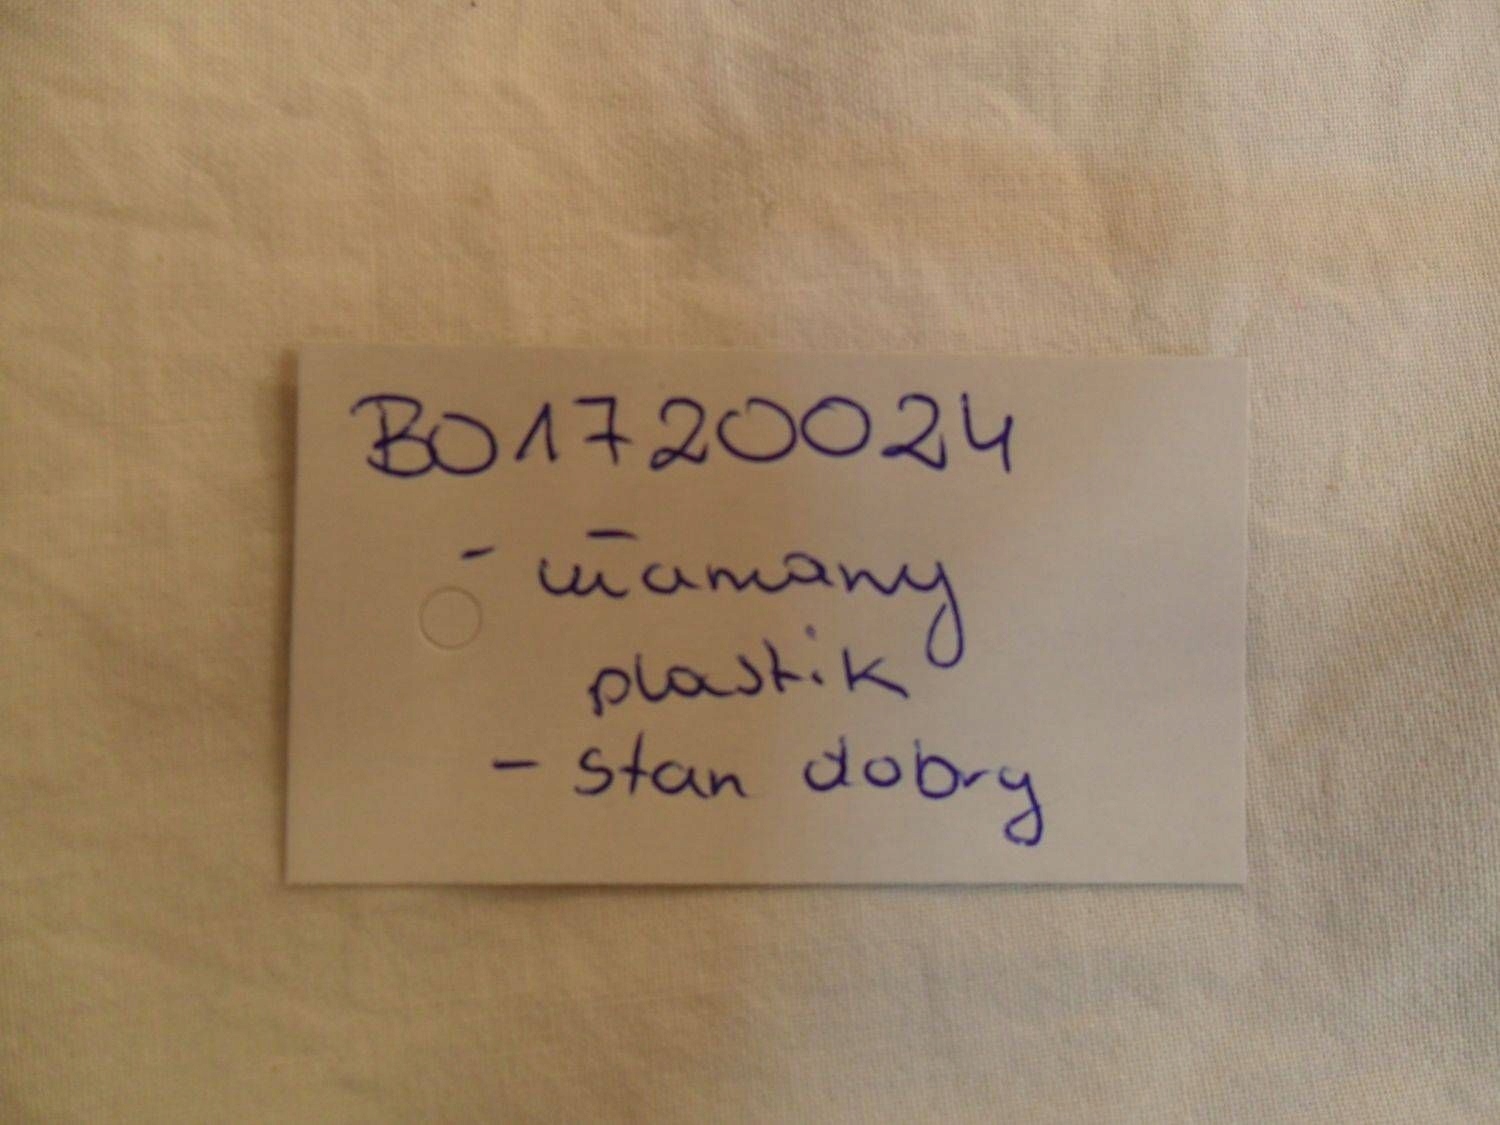 B01720024
- ułamany
plastik
- stan dobry